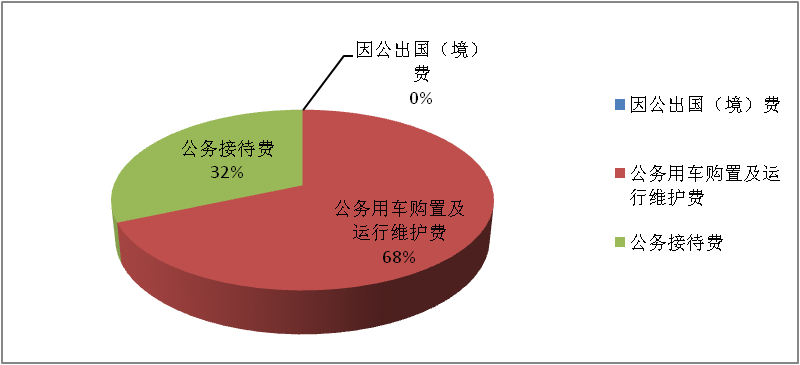 因公出国（境）
费
0%
公务接待费
32%
公务用车购置及
运行维护费
68%
因公出国（境）费
公务用车购置及运
行维护费
公务接待费